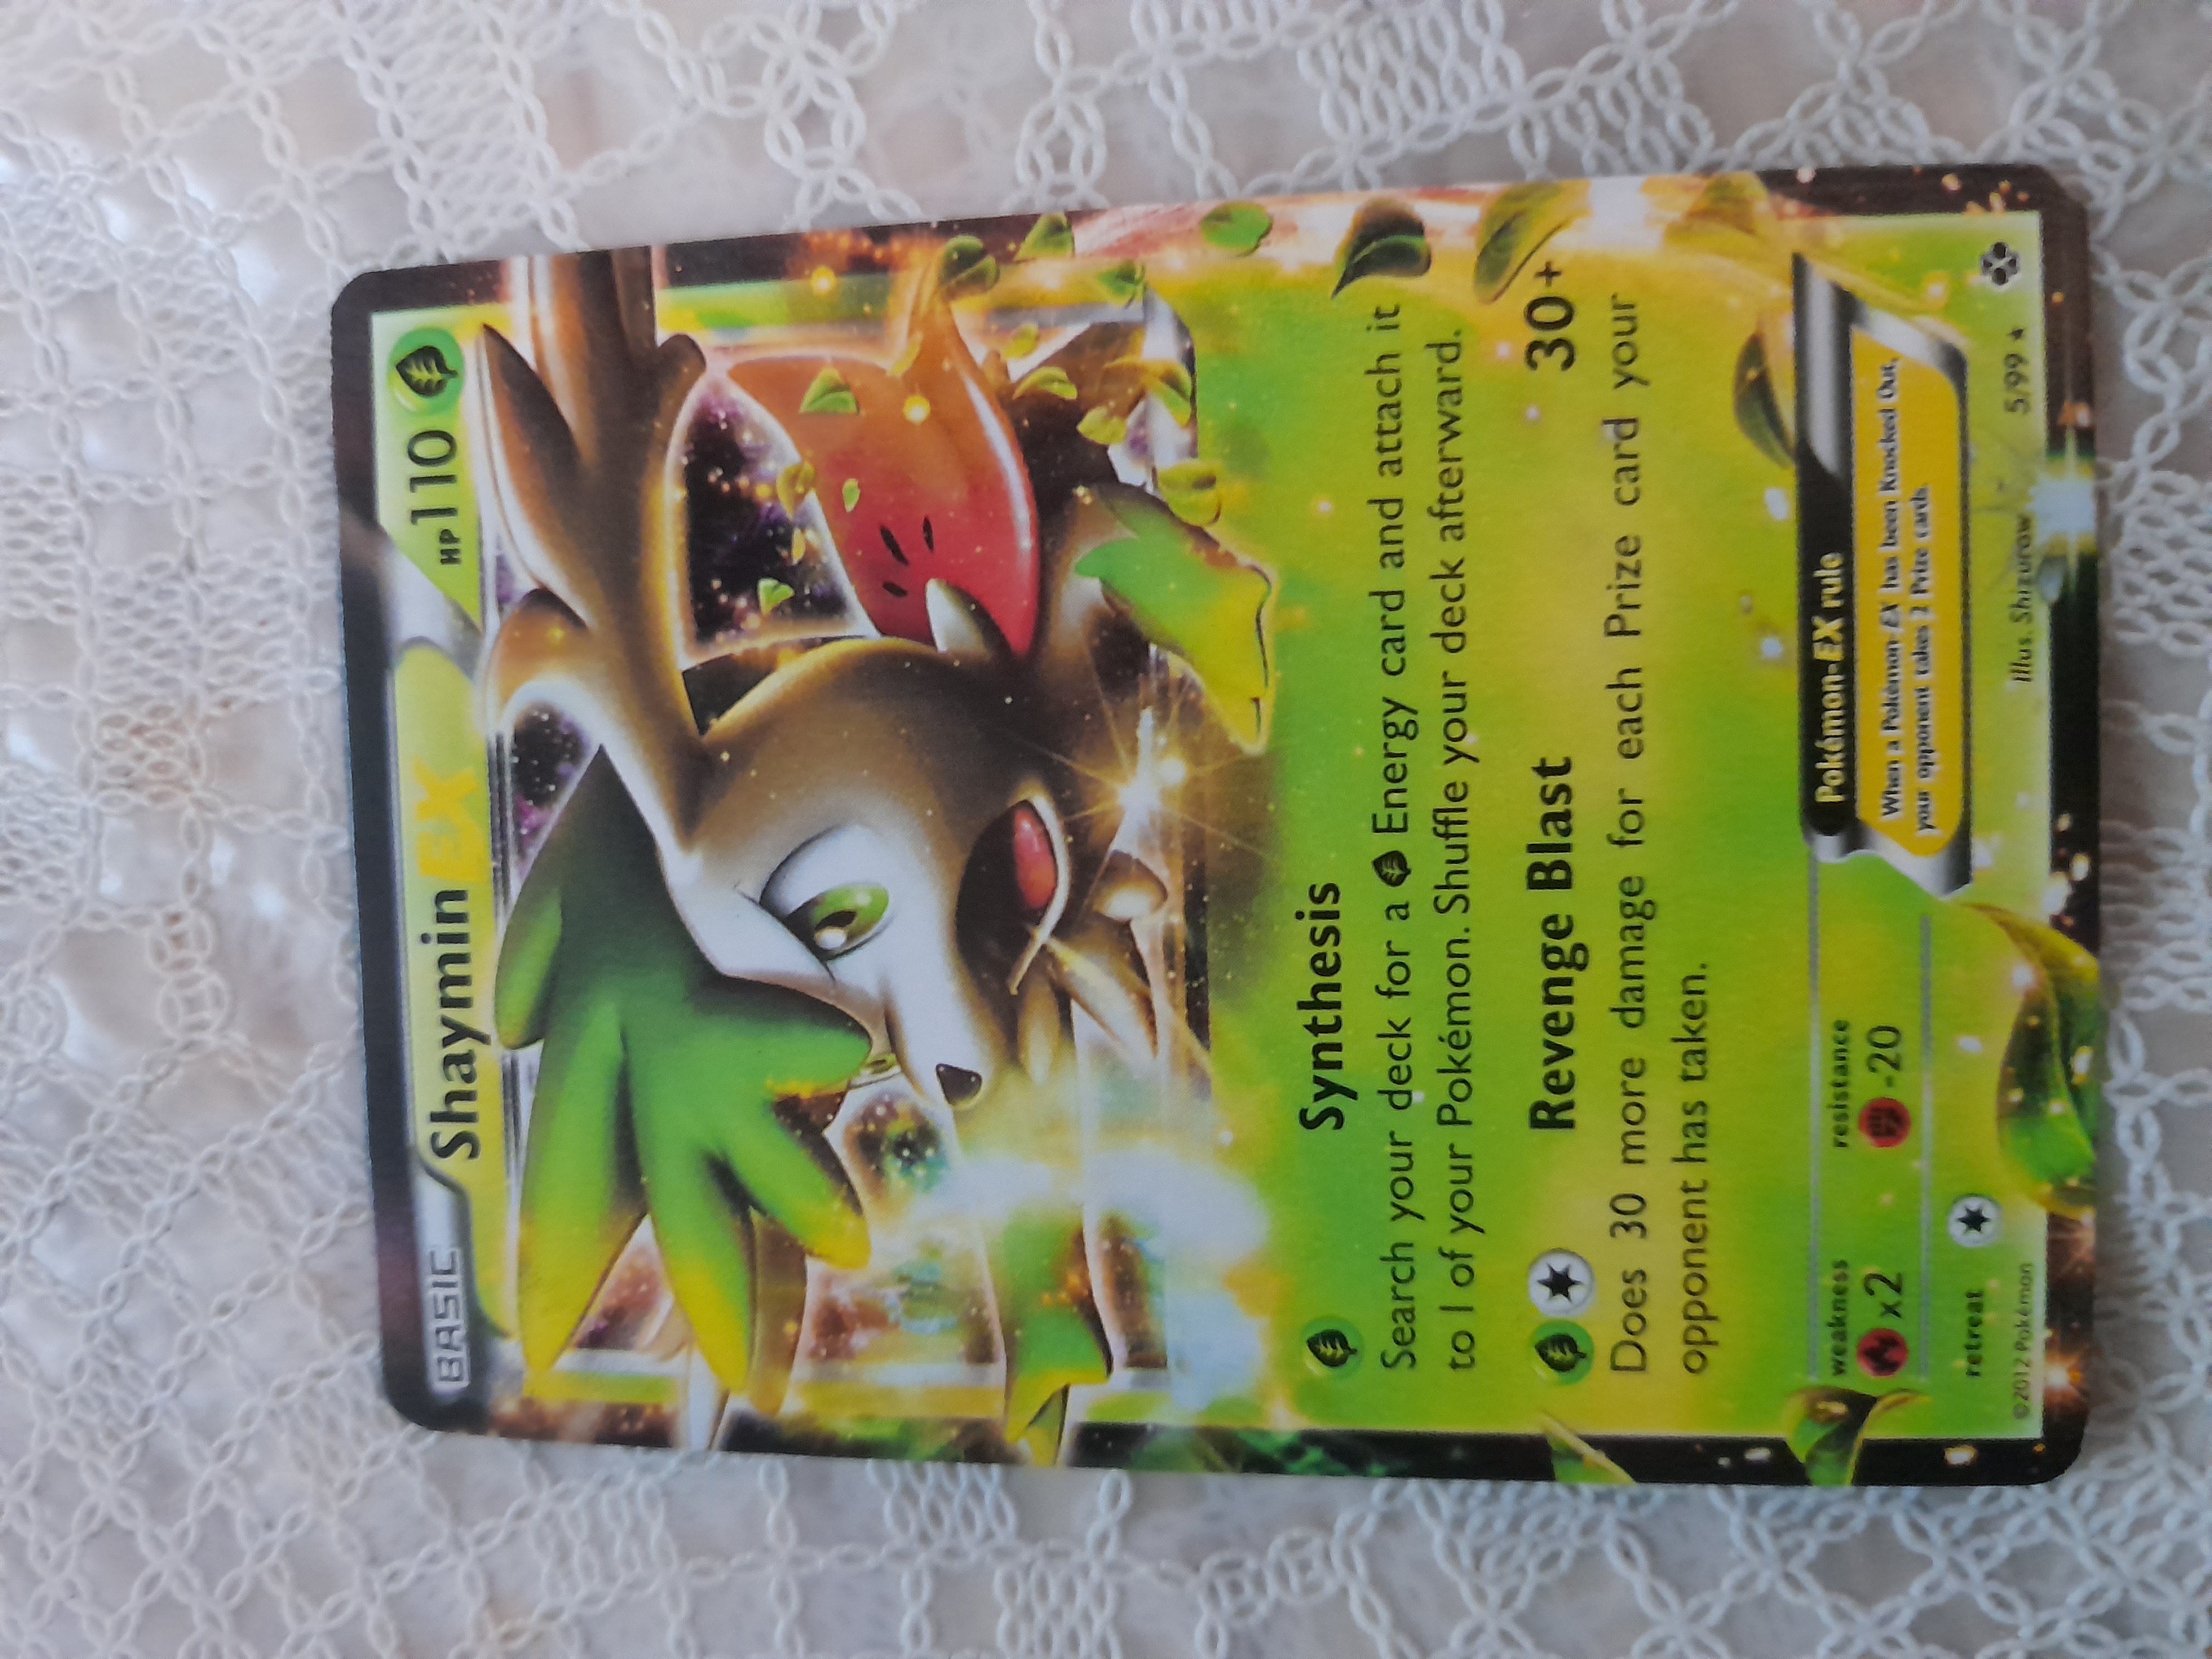 BASIC
Shaymin EX HP110
Synthesis
Search your deck for a Energy card and attach it
to 1 of your Pokémon. Shuffle your deck afterward.
Revenge Blast 30+
Does 30 more damage for each Prize card your
opponent has taken.
weakness resistance
x2 -20
retreat
Pokémon-EX rule
When a Pokémon-EX has been Knocked Out,
your opponent takes 2 Prize cards.
©2012 Pokémon Illus. Shizurow 5/99 ★